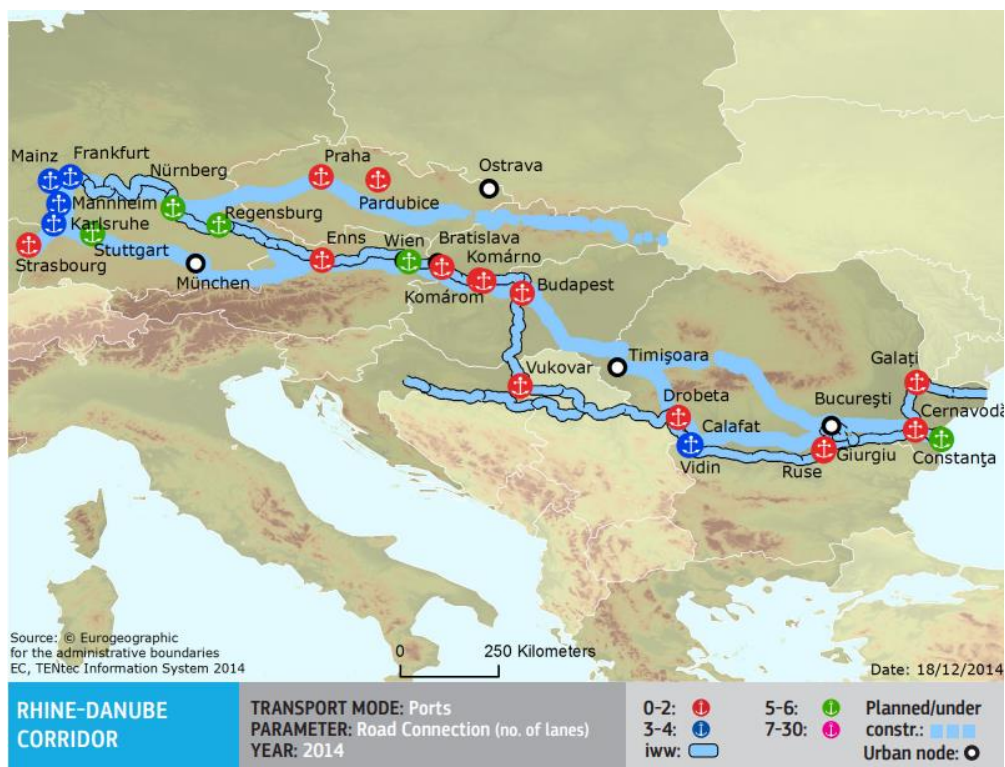 Mainz
Frankfurt
Nürnberg
Praha
Ostrava
Mannheim
Pardubice
Karlsruhe
Regensburg
Stuttgart
Enns
Wien
Bratislava
Strasbourg
Komárno
München
Komárom
Budapest
Timişoara
Galaţi
Vukovar
Drobeta
Bucureşti
Calafat
Cernavodă
Vidin
Giurgiu
Constanţa
Ruse
Source: © Eurogeographic
for the administrative boundaries
EC, TENtec Information System 2014
0 250 Kilometers
Date: 18/12/2014
RHINE-DANUBE
CORRIDOR
TRANSPORT MODE: Ports
PARAMETER: Road Connection (no. of lanes)
YEAR: 2014
0-2: 5-6: Planned/under
3-4: 7-30: constr.:
iww: Urban node: